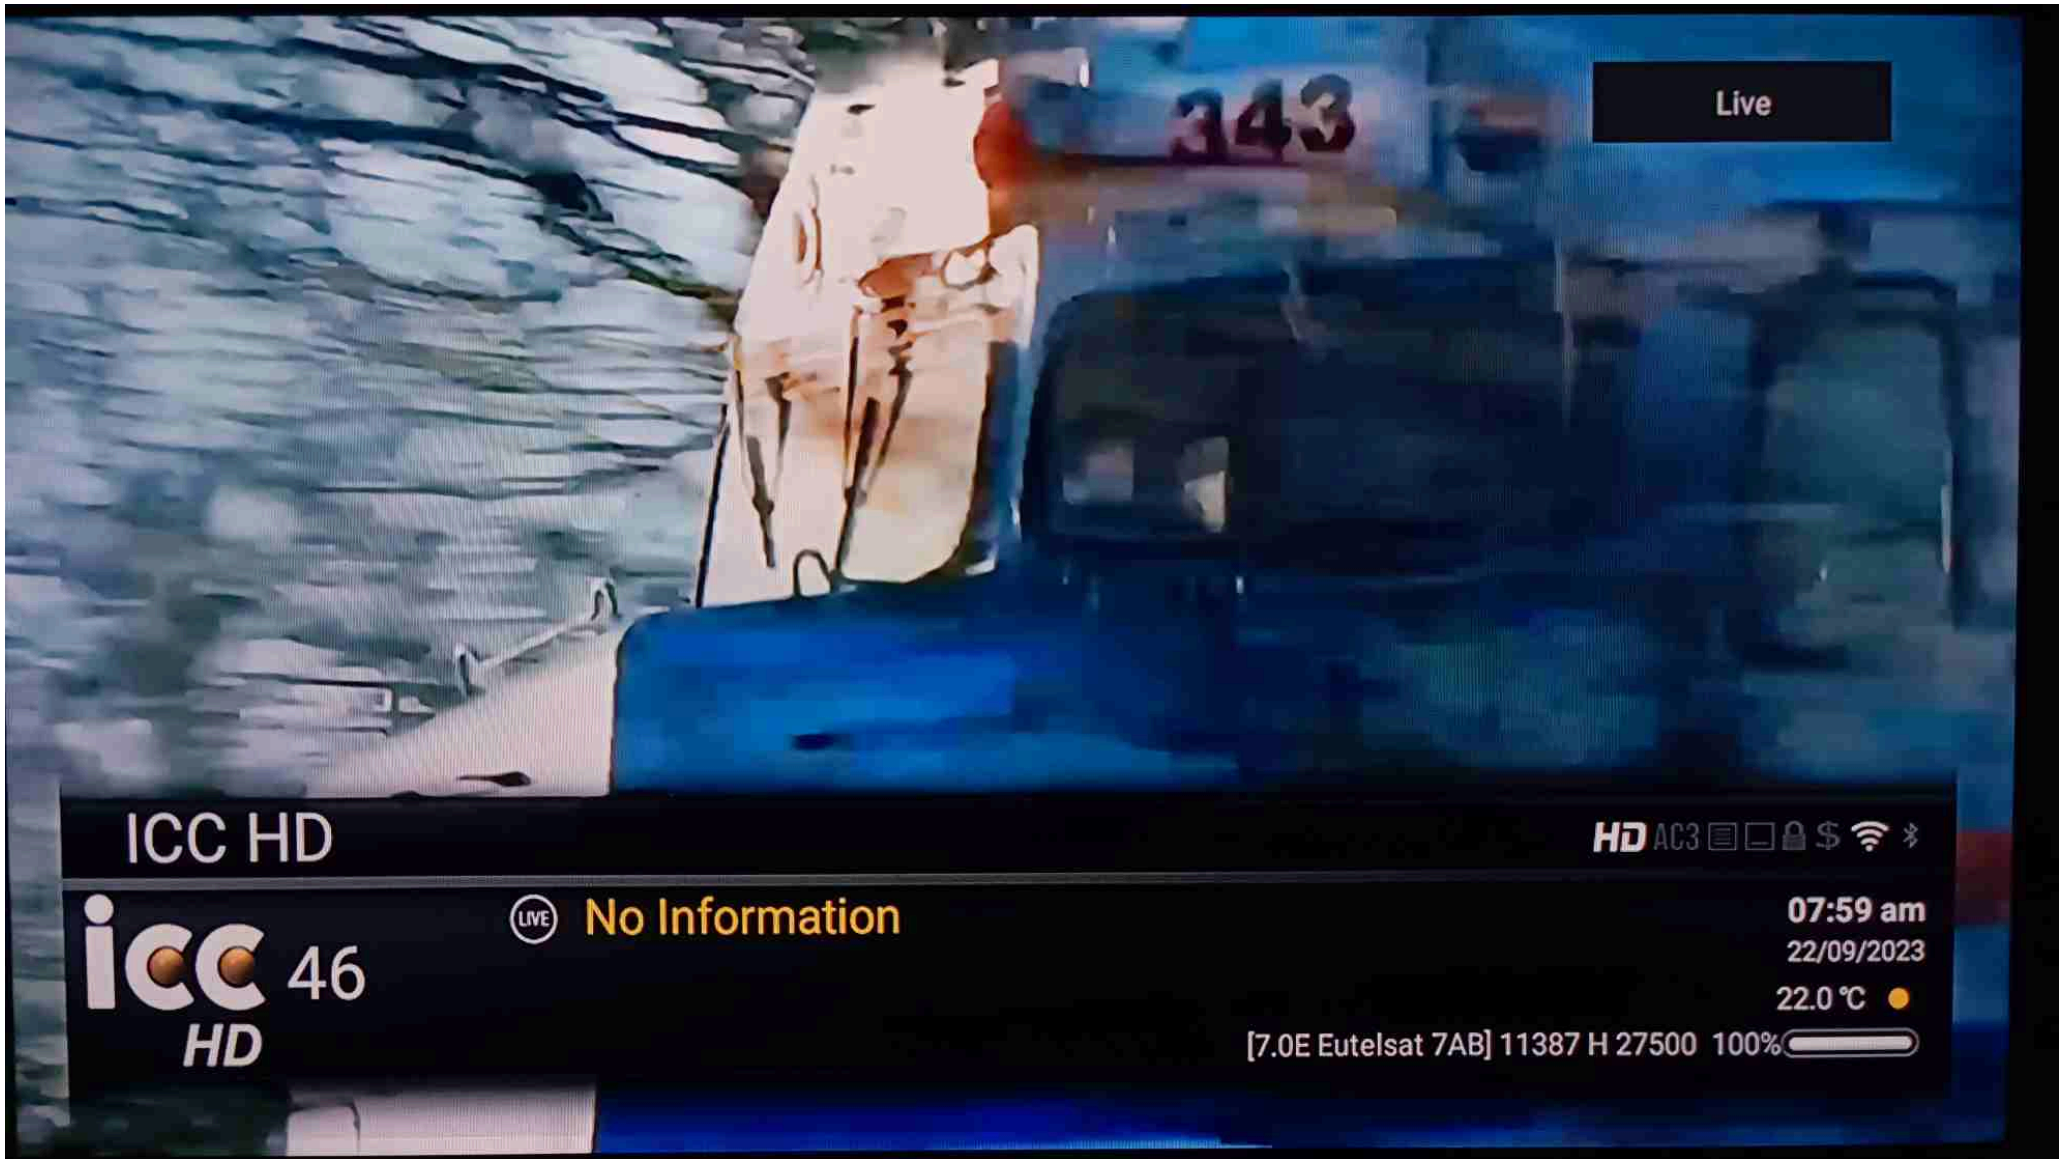 343
Live
ICC HD
HD AC3 $
icc
HD
46
LIVE No Information
07:59 am
22/09/2023
22.0 °C
[7.0E Eutelsat 7AB] 11387 H 27500 100%